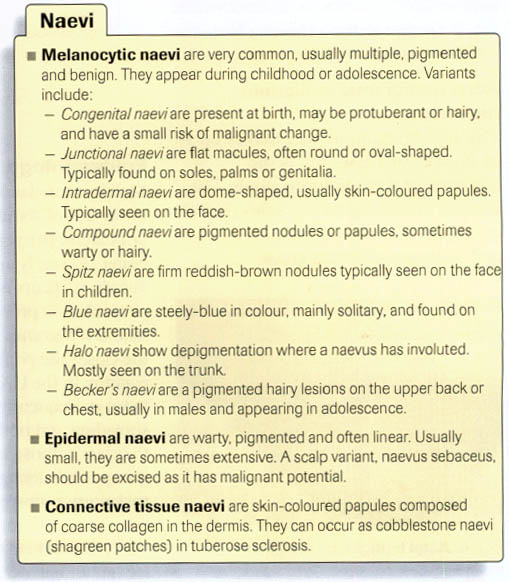 Naevi
■ Melanocytic naevi are very common, usually multiple, pigmented
and benign. They appear during childhood or adolescence. Variants
include:
– Congenital naevi are present at birth, may be protuberant or hairy,
and have a small risk of malignant change.
– Junctional naevi are flat macules, often round or oval-shaped.
Typically found on soles, palms or genitalia.
– Intradermal naevi are dome-shaped, usually skin-coloured papules.
Typically seen on the face.
– Compound naevi are pigmented nodules or papules, sometimes
warty or hairy.
– Spitz naevi are firm reddish-brown nodules typically seen on the face
in children.
– Blue naevi are steely-blue in colour, mainly solitary, and found on
the extremities.
– Halo naevi show depigmentation where a naevus has involuted.
Mostly seen on the trunk.
– Becker's naevi are a pigmented hairy lesions on the upper back or
chest, usually in males and appearing in adolescence.
■ Epidermal naevi are warty, pigmented and often linear. Usually
small, they are sometimes extensive. A scalp variant, naevus sebaceus,
should be excised as it has malignant potential.
■ Connective tissue naevi are skin-coloured papules composed
of coarse collagen in the dermis. They can occur as cobblestone naevi
(shagreen patches) in tuberose sclerosis.